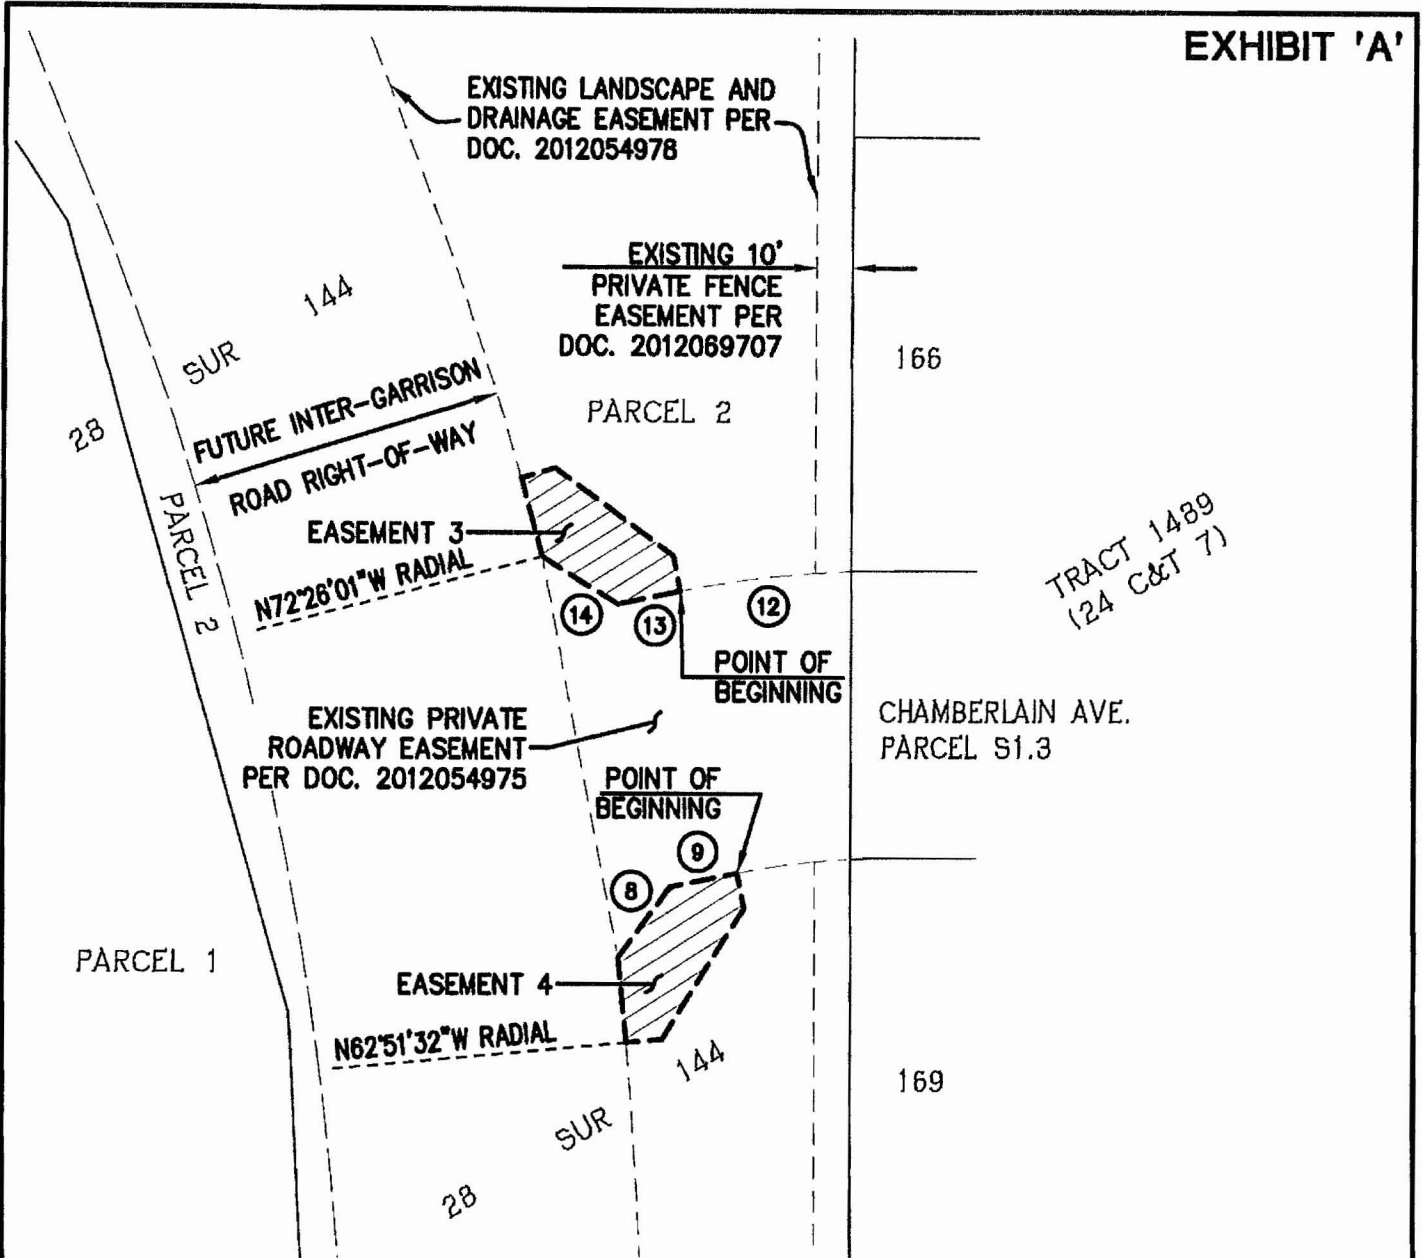 EXHIBIT 'A'
EXISTING LANDSCAPE AND
DRAINAGE EASEMENT PER
DOC. 2012054978
EXISTING 10'
PRIVATE FENCE
EASEMENT PER
DOC. 2012069707
28 SUR 144
FUTURE INTER-GARRISON
ROAD RIGHT-OF-WAY
PARCEL 2
166
PARCEL 2
EASEMENT 3
N72°26'01"W RADIAL
14
13
12
TRACT 1489
(24 C&T 7)
POINT OF
BEGINNING
EXISTING PRIVATE
ROADWAY EASEMENT
PER DOC. 2012054975
CHAMBERLAIN AVE.
PARCEL S1.3
POINT OF
BEGINNING
9
8
PARCEL 1
EASEMENT 4
N62°51'32"W RADIAL
28 SUR 144
169